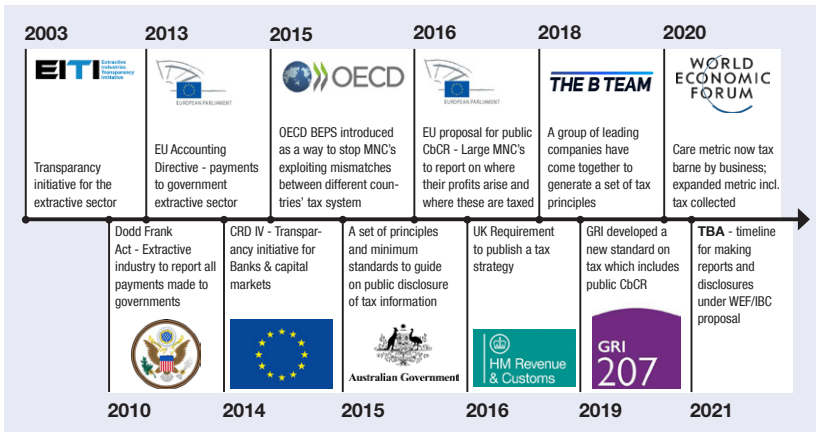 2003
2013
2015
2016
2018
2020
EITI Extractive
Industries
Transparency
Initiative
EUROPEAN PARLIAMENT
OECD
EUROPEAN PARLIAMENT
THE B TEAM
WORLD
ECONOMIC
FORUM
Transparancy
initiative for the
extractive sector
EU Accounting
Directive - payments
to government
extractive sector
OECD BEPS introduced
as a way to stop MNC's
exploiting mismatches
between different coun-
tries' tax system
EU proposal for public
CbCR - Large MNC's
to report on where
their profits arise and
where these are taxed
A group of leading
companies have
come together to
generate a set of tax
principles
Care metric now tax
barne by business;
expanded metric incl.
tax collected
Dodd Frank
Act - Extractive
industry to report all
payments made to
governments
CRD IV - Transpar-
ancy initiative for
Banks & capital
markets
A set of principles
and minimum
standards to guide
on public disclosure
of tax information
Australian Government
UK Requirement
to publish a tax
strategy
HM Revenue
& Customs
GRI developed a
new standard on
tax which includes
public CbCR
GRI
207
TBA - timeline
for making
reports and
disclosures
under WEF/IBC
proposal
2010
2014
2015
2016
2019
2021